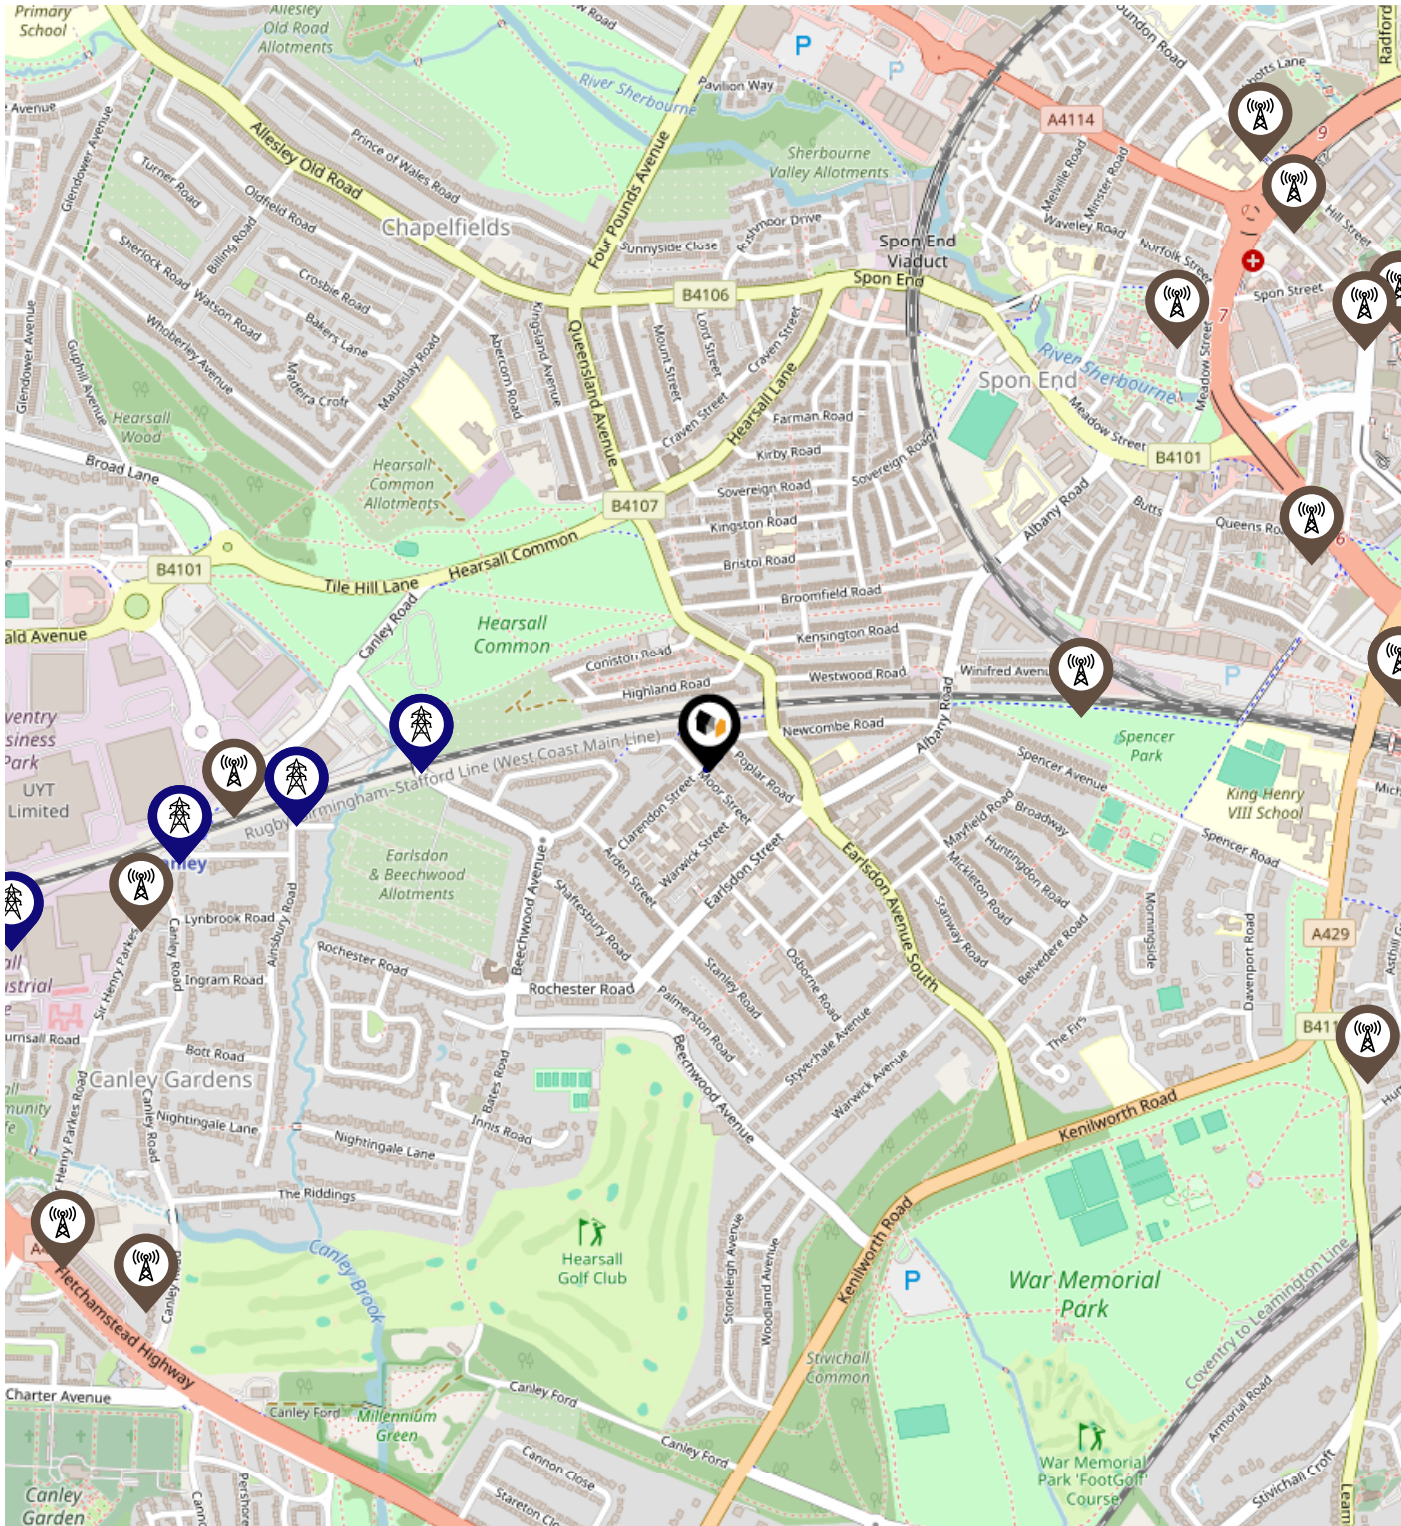 Primary
School
Allesley
Old Road
Allotments
Glendower Avenue
Allesley Old Road
Turner Road
Prince of Wales Road
Oldfield Road
Billing Road
Sherlock Road
Watson Road
Crosbie Road
Bakers Lane
Whoberley Avenue
Madeira Croft
Maudslay Road
Guphill Avenue
Glendower Avenue
Chapelfields
River Sherbourne
Pavilion Way
Four Pounds Avenue
Sunnyside Close
Sherbourne
Valley Allotments
P
P
Spon End
Viaduct
Spon End
B4106
A4114
Melville Road
Minster Road
Waveley Road
Norfolk Street
Radford
9
Hill Street
Spon Street
7
Meadow Street
River Sherbourne
Spon End
Meadow Street
B4101
Butts
Albany Road
6
Kingsland Avenue
Abercorn Road
Queensland Avenue
Mount Street
Lord Street
Craven Street
Craven Street
Hearsall Lane
Farman Road
Kirby Road
Sovereign Road
Sovereign Road
Kingston Road
Bristol Road
Broomfield Road
Kensington Road
Westwood Road
Winifred Avenue
Hearsall
Wood
Broad Lane
Hearsall
Common
Allotments
B4107
B4101
Tile Hill Lane
Hearsall Common
Canley Road
Hearsall
Common
Coniston Road
Highland Road
UYT
Limited
Park
Rugby-Birmingham-Stafford Line (West Coast Main Line)
Newcombe Road
Albany Road
Poplar Road
Moor Street
Clarendon Street
Warwick Street
Arden Street
Earlsdon Street
Shaftesbury Road
Beechwood Avenue
Earlsdon
& Beechwood
Allotments
Spencer
Park
P
King Henry
VIII School
Spencer Avenue
Broadway
Mayfield Road
Huntingdon Road
Mickleton Road
Stanway Road
Belvedere Road
Spencer Road
Morningside
Davenport Road
A429
Earlsdon Avenue South
Lynbrook Road
Canley Road
Ainsbury Road
Ingram Road
Bott Road
Canley Gardens
Canley Road
Nightingale Lane
Nightingale Lane
Rochester Road
Rochester Road
Stanley Road
Osborne Road
Palmerston Road
Styvechale Avenue
Warwick Avenue
Beechwood Avenue
Bates Road
Innis Road
The Riddings
The Firs
Kenilworth Road
Kenilworth Road
Hearsall
Golf Club
Stoneleigh Avenue
Woodland Avenue
P
War Memorial
Park
Coventry to Leamington Line
Canley Brook
Fletchamstead Highway
Charter Avenue
Canley Ford
Millennium
Green
Canley Ford
Canley Ford
Stivichall
Common
War Memorial
Park 'FootGolf'
Course
Armorial Road
Stivichall Croft
Cannon Close
Canley
Garden